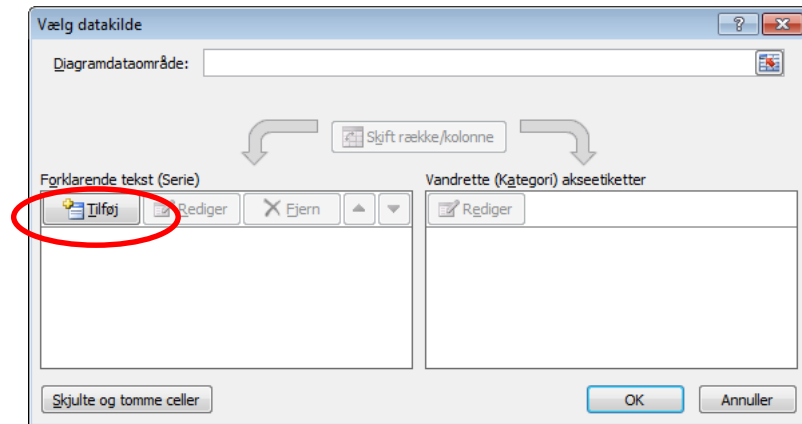 Vælg datakilde
Diagramdataområde:
Skift række/kolonne
Forklarende tekst (Serie)
Vandrette (Kategori) akseetiketter
Tilføj Rediger Fjern Rediger
Skjulte og tomme celler OK Annuller